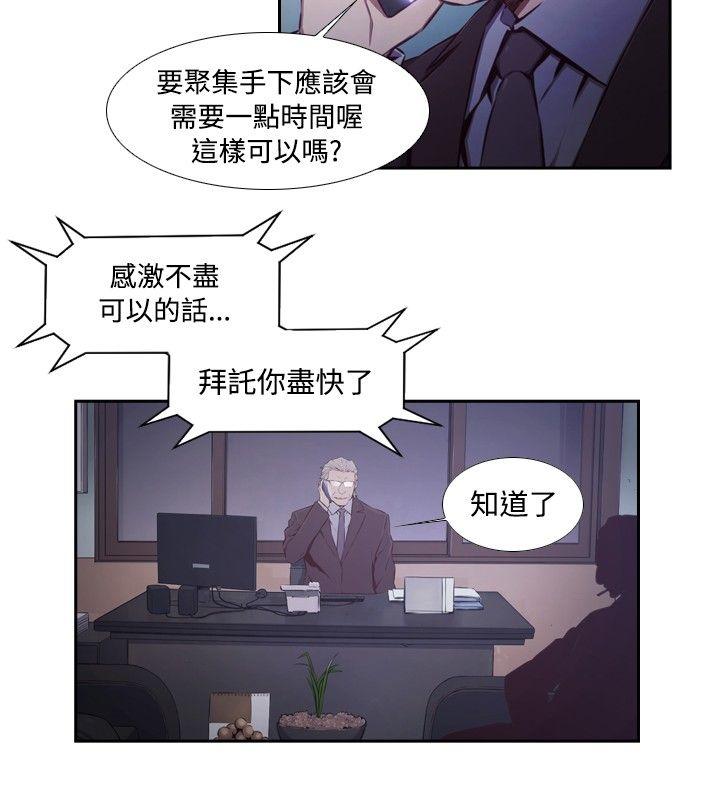 要聚集手下應該會
需要一點時間喔
這樣可以嗎?
感激不盡
可以的話...
拜託你盡快了
知道了